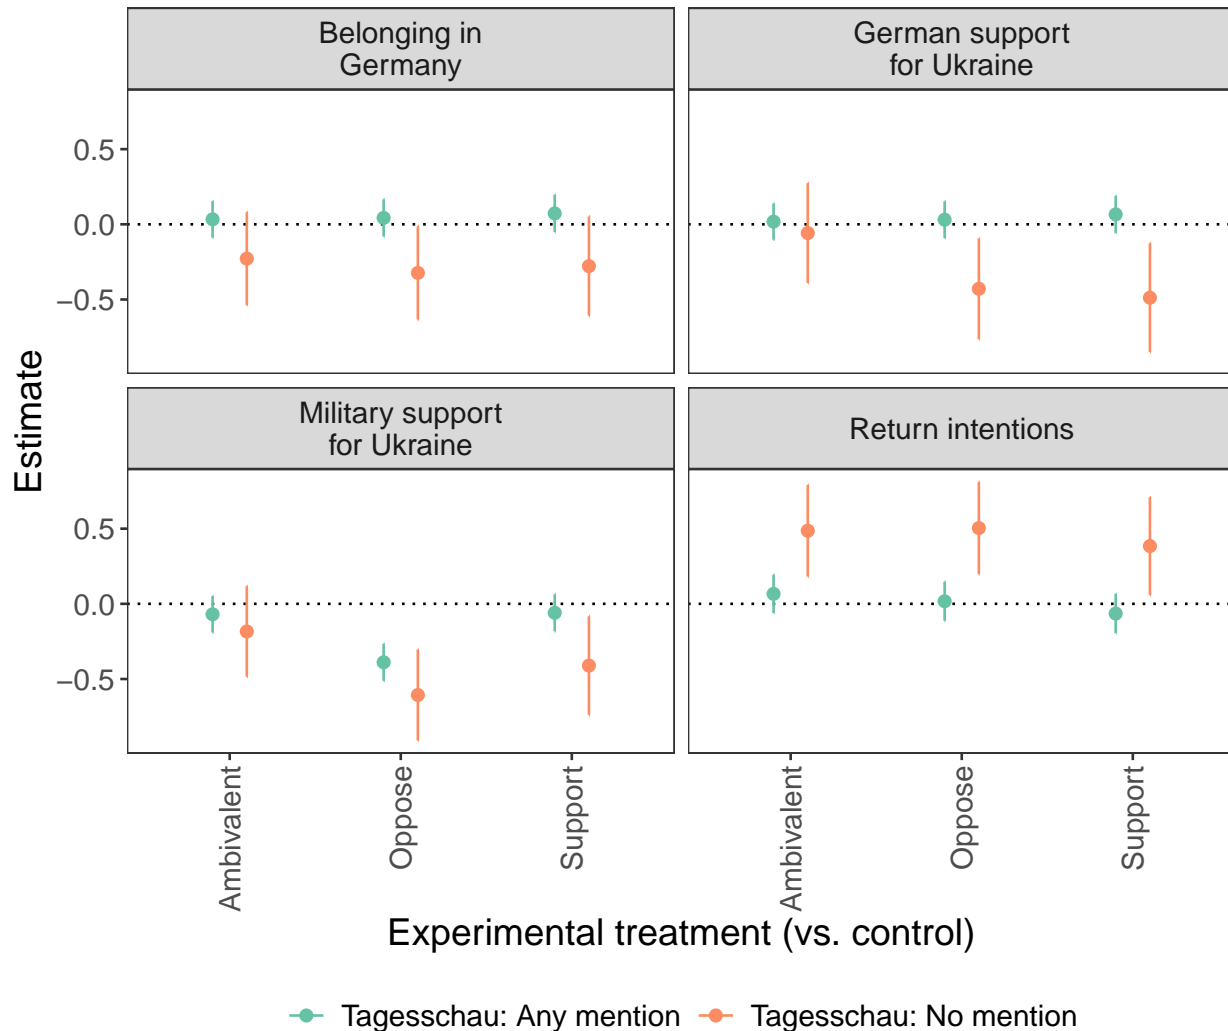 Belonging in
Germany
German support
for Ukraine
0.5
0.0
−0.5
Estimate
Military support
for Ukraine
Return intentions
0.5
0.0
−0.5
Ambivalent
Oppose
Support
Ambivalent
Oppose
Support
Experimental treatment (vs. control)
Tagesschau: Any mention
Tagesschau: No mention